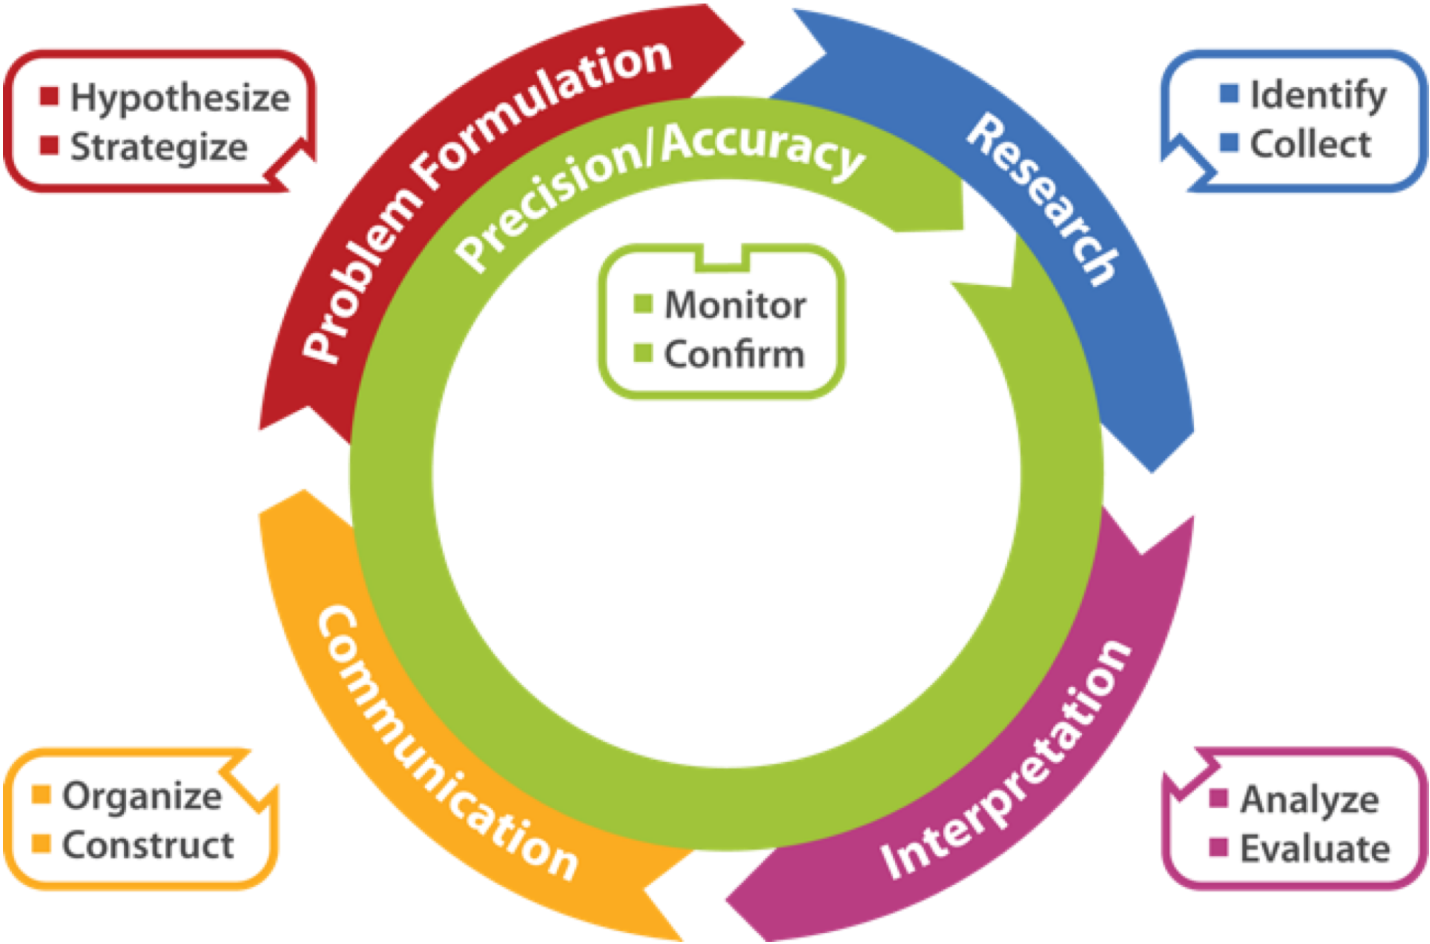 Hypothesize
Strategize
Problem Formulation
Research
Identify
Collect
Precision/Accuracy
Monitor
Confirm
Communication
Interpretation
Organize
Construct
Analyze
Evaluate